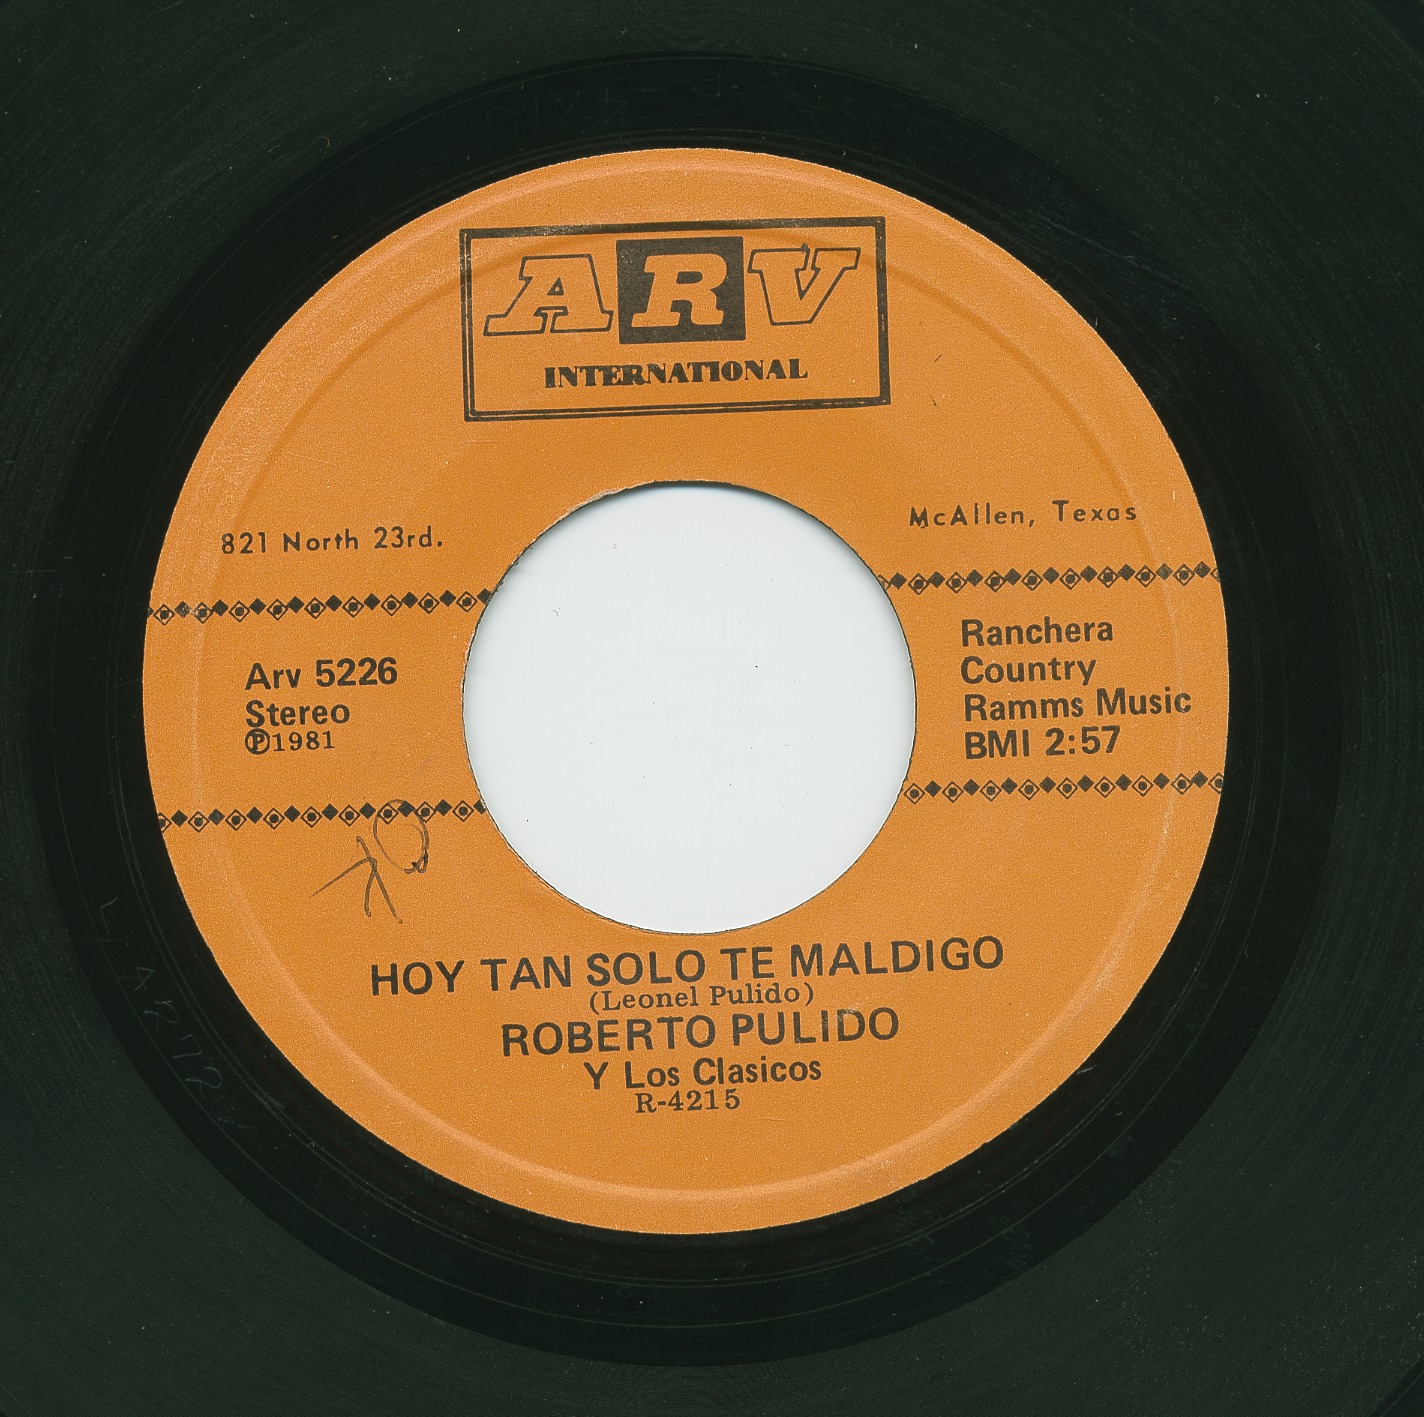 ARV
INTERNATIONAL
821 North 23rd.
McAllen, Texas
Arv 5226
Stereo
℗1981
Ranchera
Country
Ramms Music
BMI 2:57
OK
HOY TAN SOLO TE MALDIGO
(Leonel Pulido)
ROBERTO PULIDO
Y Los Clasicos
R-4215